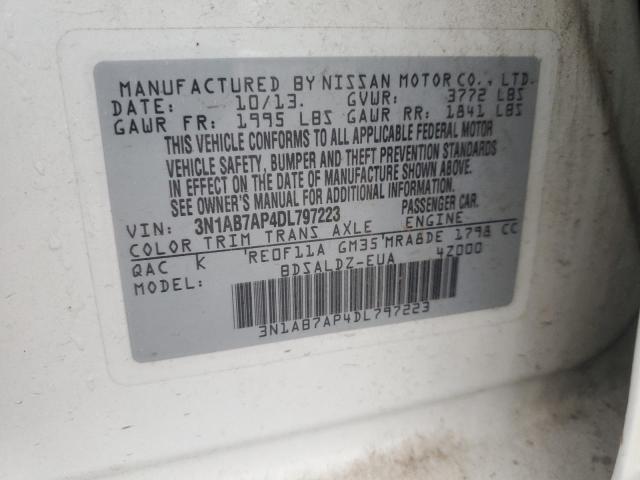 MANUFACTURED BY NISSAN MOTOR CO., LTD.
DATE: 10/13. GVWR: 3772 LBS
GAWR FR: 1995 LBS GAWR RR: 1841 LBS
THIS VEHICLE CONFORMS TO ALL APPLICABLE FEDERAL MOTOR
VEHICLE SAFETY, BUMPER AND THEFT PREVENTION STANDARDS
IN EFFECT ON THE DATE OF MANUFACTURE SHOWN ABOVE.
SEE OWNER'S MANUAL FOR ADDITIONAL INFORMATION.
VIN: 3N1AB7AP4DL797223 PASSENGER CAR.
COLOR TRIM TRANS AXLE ENGINE
QAC K RE0F11A GM35 MRA8DE 1798 CC
BDSALDZ-EUA 4Z000
3N1AB7AP4DL797223